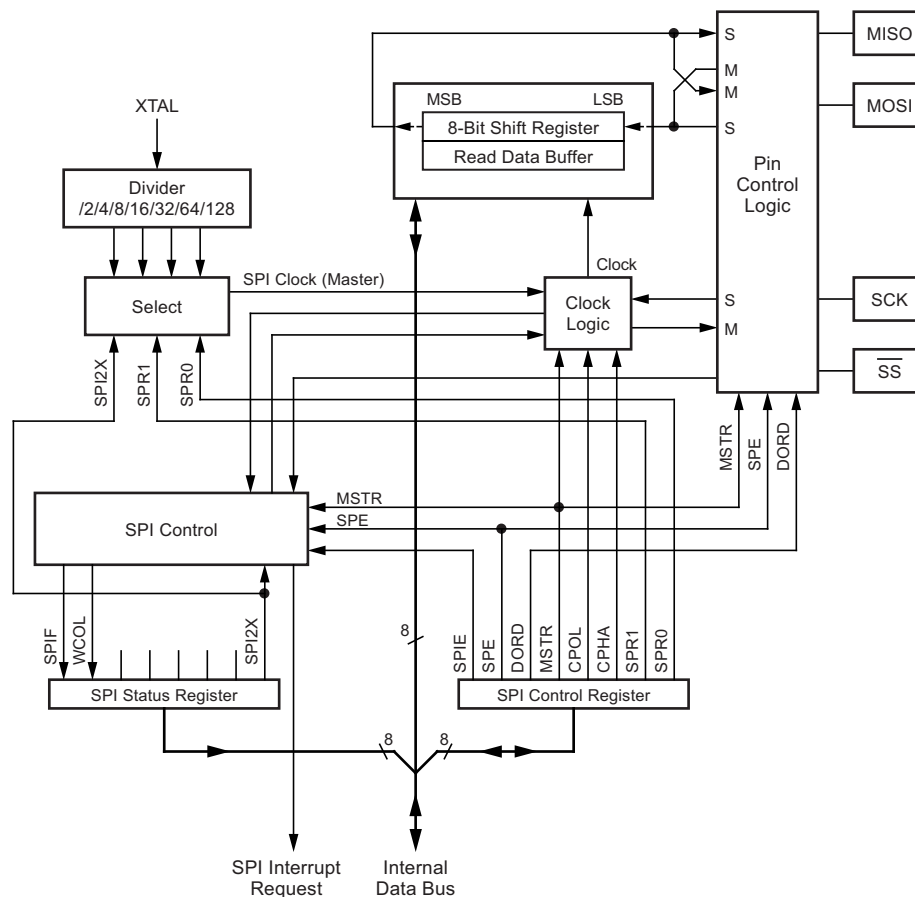 XTAL
Divider
/2/4/8/16/32/64/128
Select
SPI Clock (Master)
MSB
LSB
8-Bit Shift Register
Read Data Buffer
Clock
Clock
Logic
S
M
M
S
Pin
Control
Logic
S
M
MISO
MOSI
SCK
SS
SPI2X
SPR1
SPR0
MSTR
SPE
DORD
SPI Control
MSTR
SPE
SPIF
WCOL
SPI2X
SPI Status Register
8
SPIE
SPE
DORD
MSTR
CPOL
CPHA
SPR1
SPR0
SPI Control Register
8
8
SPI Interrupt
Request
Internal
Data Bus